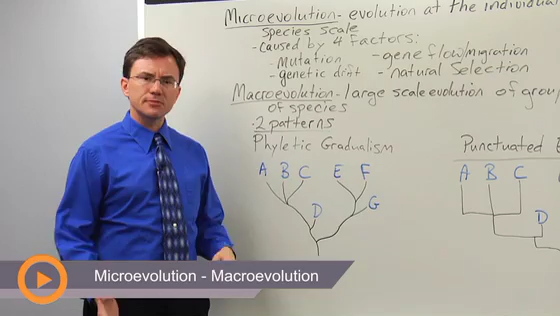 Microevolution- evolution at the individual
species scale
- caused by 4 factors:
- Mutation - gene flow/migration
- genetic drift - natural Selection
Macroevolution- large scale evolution of grou
of species
· 2 patterns
Phyletic Gradualism Punctuated E
A B C E F A B C
D G D
Microevolution - Macroevolution